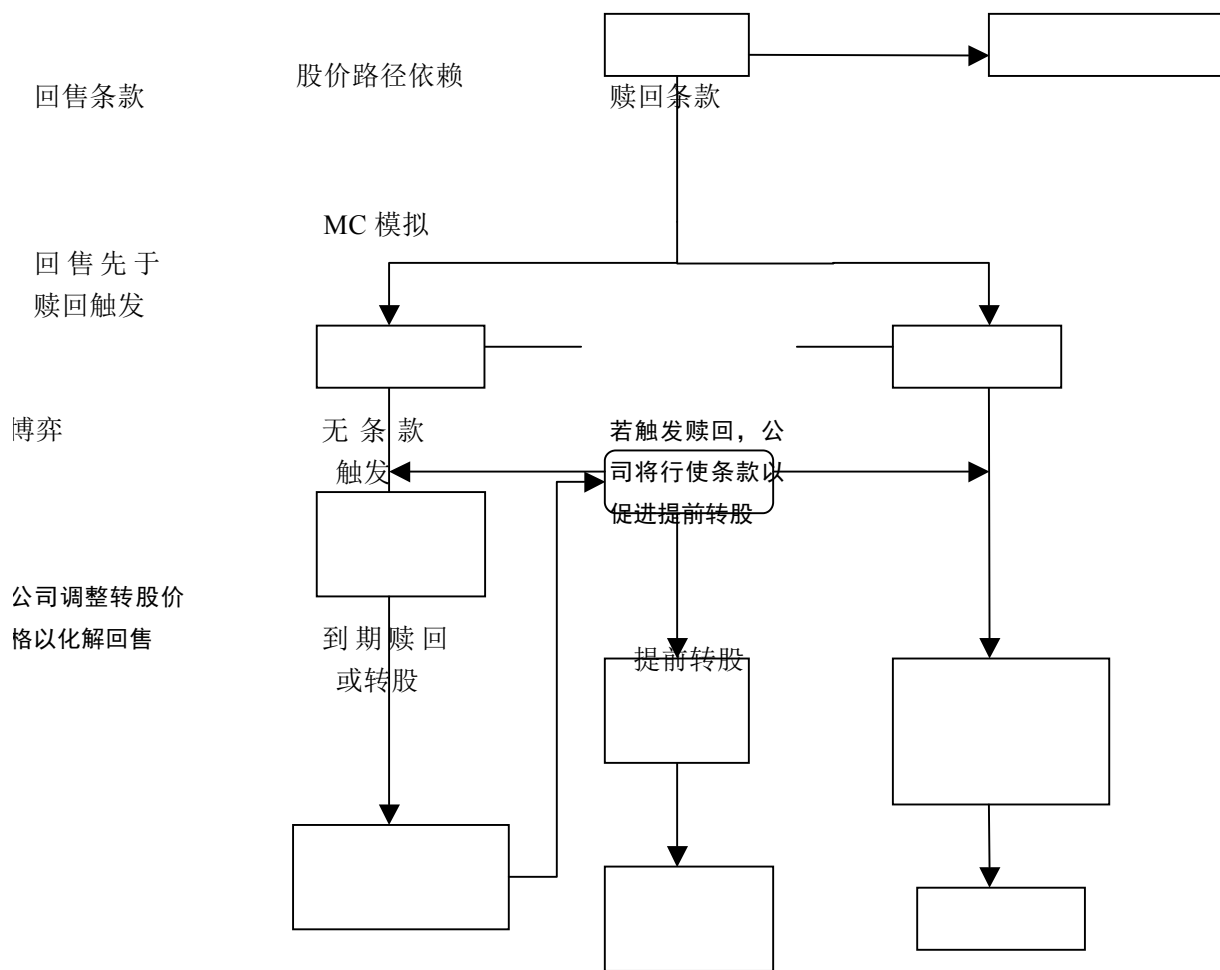 股价路径依赖
回售条款
赎回条款
MC 模拟
回售先于
赎回触发
博弈
无条款
触发
若触发赎回，公
司将行使条款以
促进提前转股
公司调整转股价
格以化解回售
到期赎回
或转股
提前转股